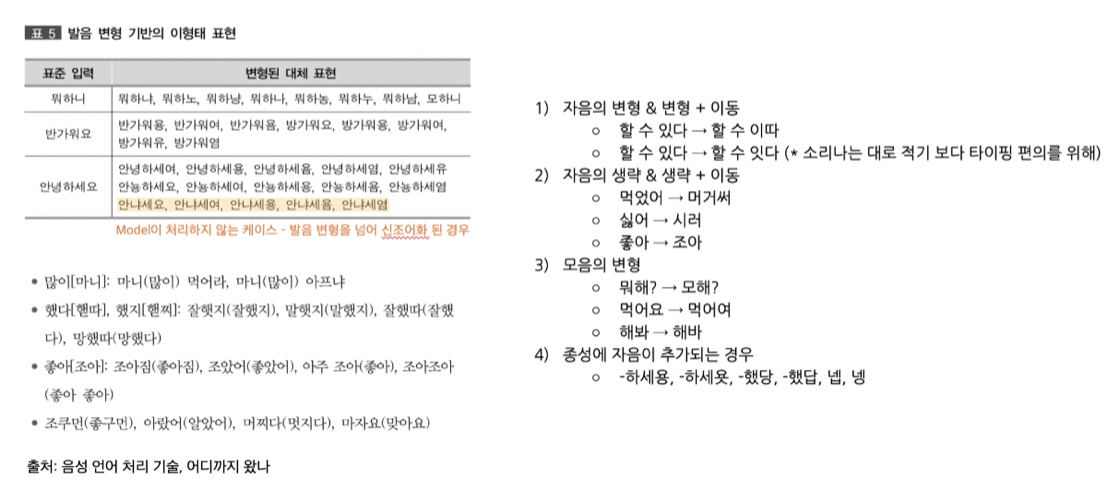 표 5 발음 변형 기반의 이형태 표현
표준 입력 변형된 대체 표현
뭐하니 뭐하냐, 뭐하노, 뭐하냥, 뭐하나, 뭐하농, 뭐하누, 뭐하남, 모하니
반가워요 반가워용, 반가워여, 반가워욤, 방가워요, 방가워용, 방가워여,
방가워유, 방가워염
안녕하세요 안녕하세여, 안녕하세용, 안녕하세욤, 안녕하세염, 안녕하세유
안뇽하세요, 안뇽하세여, 안뇽하세용, 안뇽하세욤, 안뇽하세염
안냐세요, 안냐세여, 안냐세용, 안냐세욤, 안냐세염
Model이 처리하지 않는 케이스 - 발음 변형을 넘어 신조어화 된 경우
• 많이[마니]: 마니(많이) 먹어라, 마니(많이) 아프냐
• 했다[핻따], 했지[핻찌]: 잘햇지(잘했지), 말햇지(말했지), 잘했따(잘했
다), 망했따(망했다)
• 좋아[조아]: 조아짐(좋아짐), 조았어(좋았어), 아주 조아(좋아), 조아조아
(좋아 좋아)
• 조쿠먼(좋구먼), 아랐어(알았어), 머찌다(멋지다), 마자요(맞아요)
출처: 음성 언어 처리 기술, 어디까지 왔나
1) 자음의 변형 & 변형 + 이동
○ 할 수 있다 → 할 수 이따
○ 할 수 있다 → 할 수 잇다 (* 소리나는 대로 적기 보다 타이핑 편의를 위해)
2) 자음의 생략 & 생략 + 이동
○ 먹었어 → 머거써
○ 싫어 → 시러
○ 좋아 → 조아
3) 모음의 변형
○ 뭐해? → 모해?
○ 먹어요 → 먹어여
○ 해봐 → 해바
4) 종성에 자음이 추가되는 경우
○ -하세용, -하세욧, -했당, -했답, 넵, 넹